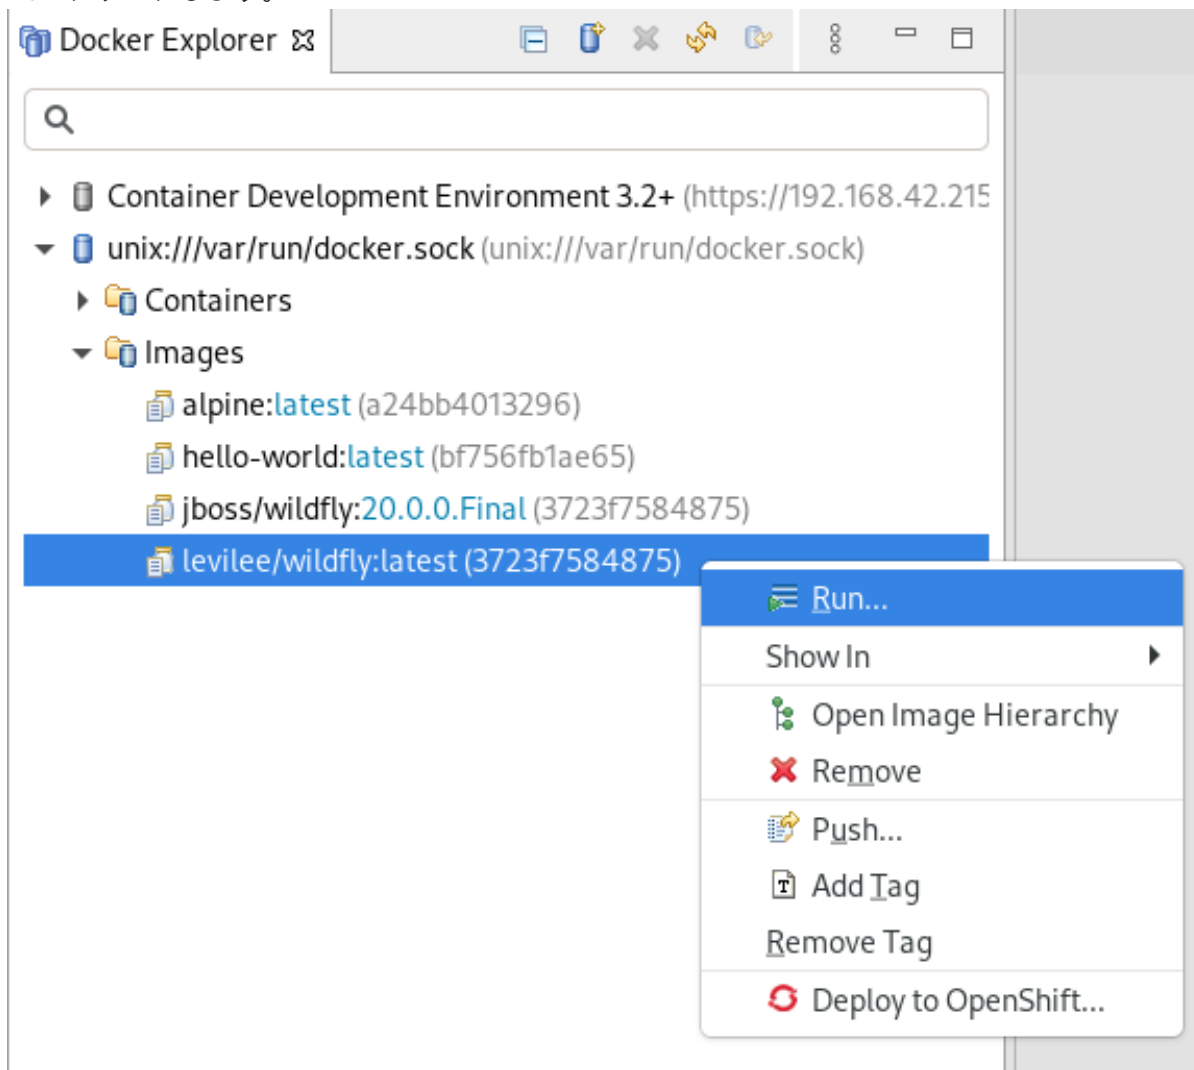 Docker Explorer
Container Development Environment 3.2+ (https://192.168.42.215
unix:///var/run/docker.sock (unix:///var/run/docker.sock)
Containers
Images
alpine:latest (a24bb4013296)
hello-world:latest (bf756fb1ae65)
jboss/wildfly:20.0.0.Final (3723f7584875)
levilee/wildfly:latest (3723f7584875)
Run...
Show In
Open Image Hierarchy
Remove
Push...
Add Tag
Remove Tag
Deploy to OpenShift...